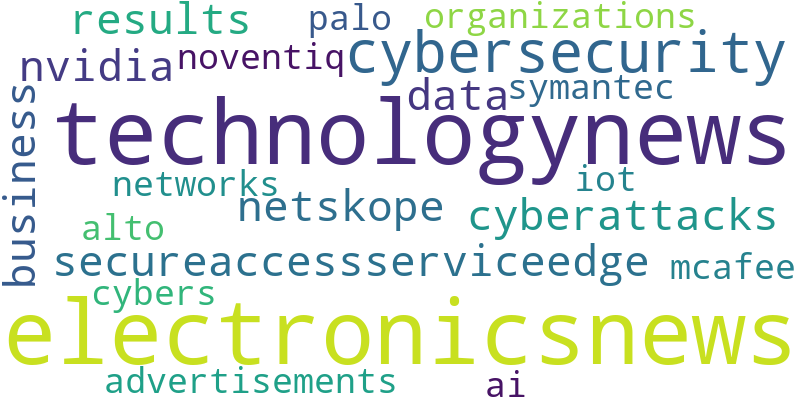 results
palo
organizations
nvidia
noventiq
cybersecurity
data
symantec
business
technologynews
networks
iot
netskope
cyberattacks
alto
secureaccessserviceedge
mcafee
cybers
electronicsnews
advertisements
ai